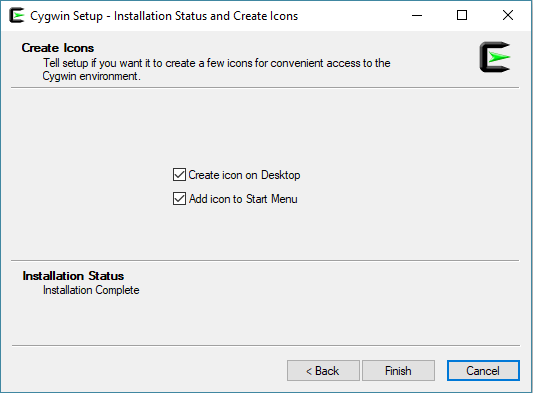 Cygwin Setup - Installation Status and Create Icons
Create Icons
Tell setup if you want it to create a few icons for convenient access to the
Cygwin environment.
Create icon on Desktop
Add icon to Start Menu
Installation Status
Installation Complete
< Back
Finish
Cancel